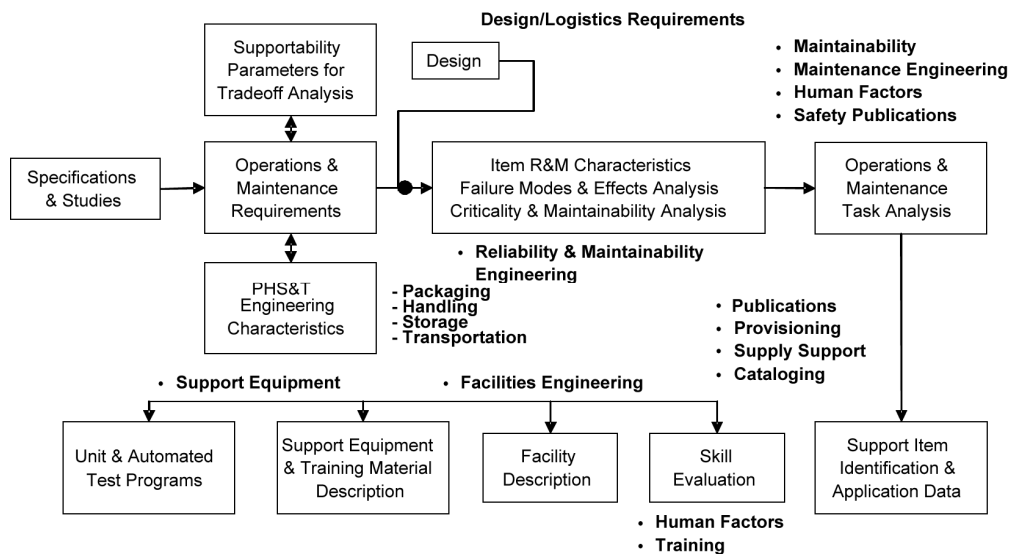 Design/Logistics Requirements
Supportability
Parameters for
Tradeoff Analysis
Design
• Maintainability
• Maintenance Engineering
• Human Factors
• Safety Publications
Specifications
& Studies
Operations &
Maintenance
Requirements
Item R&M Characteristics
Failure Modes & Effects Analysis
Criticality & Maintainability Analysis
Operations &
Maintenance
Task Analysis
• Reliability & Maintainability
Engineering
PHS&T
Engineering
Characteristics
- Packaging
- Handling
- Storage
- Transportation
• Publications
• Provisioning
• Supply Support
• Cataloging
• Support Equipment
• Facilities Engineering
Unit & Automated
Test Programs
Support Equipment
& Training Material
Description
Facility
Description
Skill
Evaluation
Support Item
Identification &
Application Data
• Human Factors
• Training